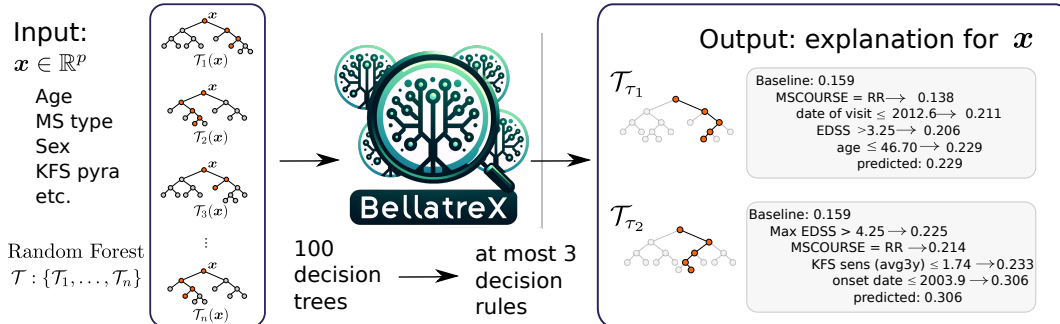 Input:
𝒙 ∈ ℝᵖ
Age
MS type
Sex
KFS pyra
etc.
Random Forest
𝒯 : {𝒯₁, . . . , 𝒯ₙ}
𝒙
𝒯₁(𝒙)
𝒙
𝒯₂(𝒙)
𝒙
𝒯₃(𝒙)
⋮
𝒙
𝒯ₙ(𝒙)
BellatreX
100
decision
trees
at most 3
decision
rules
Output: explanation for 𝒙
𝒯τ₁
Baseline: 0.159
MSCOURSE = RR → 0.138
date of visit ≤ 2012.6 → 0.211
EDSS >3.25 → 0.206
age ≤ 46.70 → 0.229
predicted: 0.229
𝒯τ₂
Baseline: 0.159
Max EDSS > 4.25 → 0.225
MSCOURSE = RR → 0.214
KFS sens (avg3y) ≤ 1.74 → 0.233
onset date ≤ 2003.9 → 0.306
predicted: 0.306